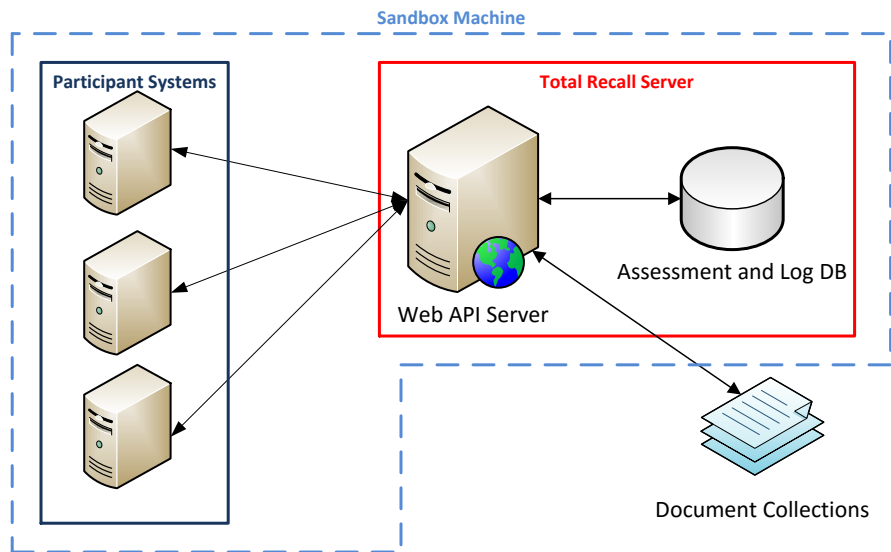 Sandbox Machine
Participant Systems
Total Recall Server
Assessment and Log DB
Web API Server
Document Collections